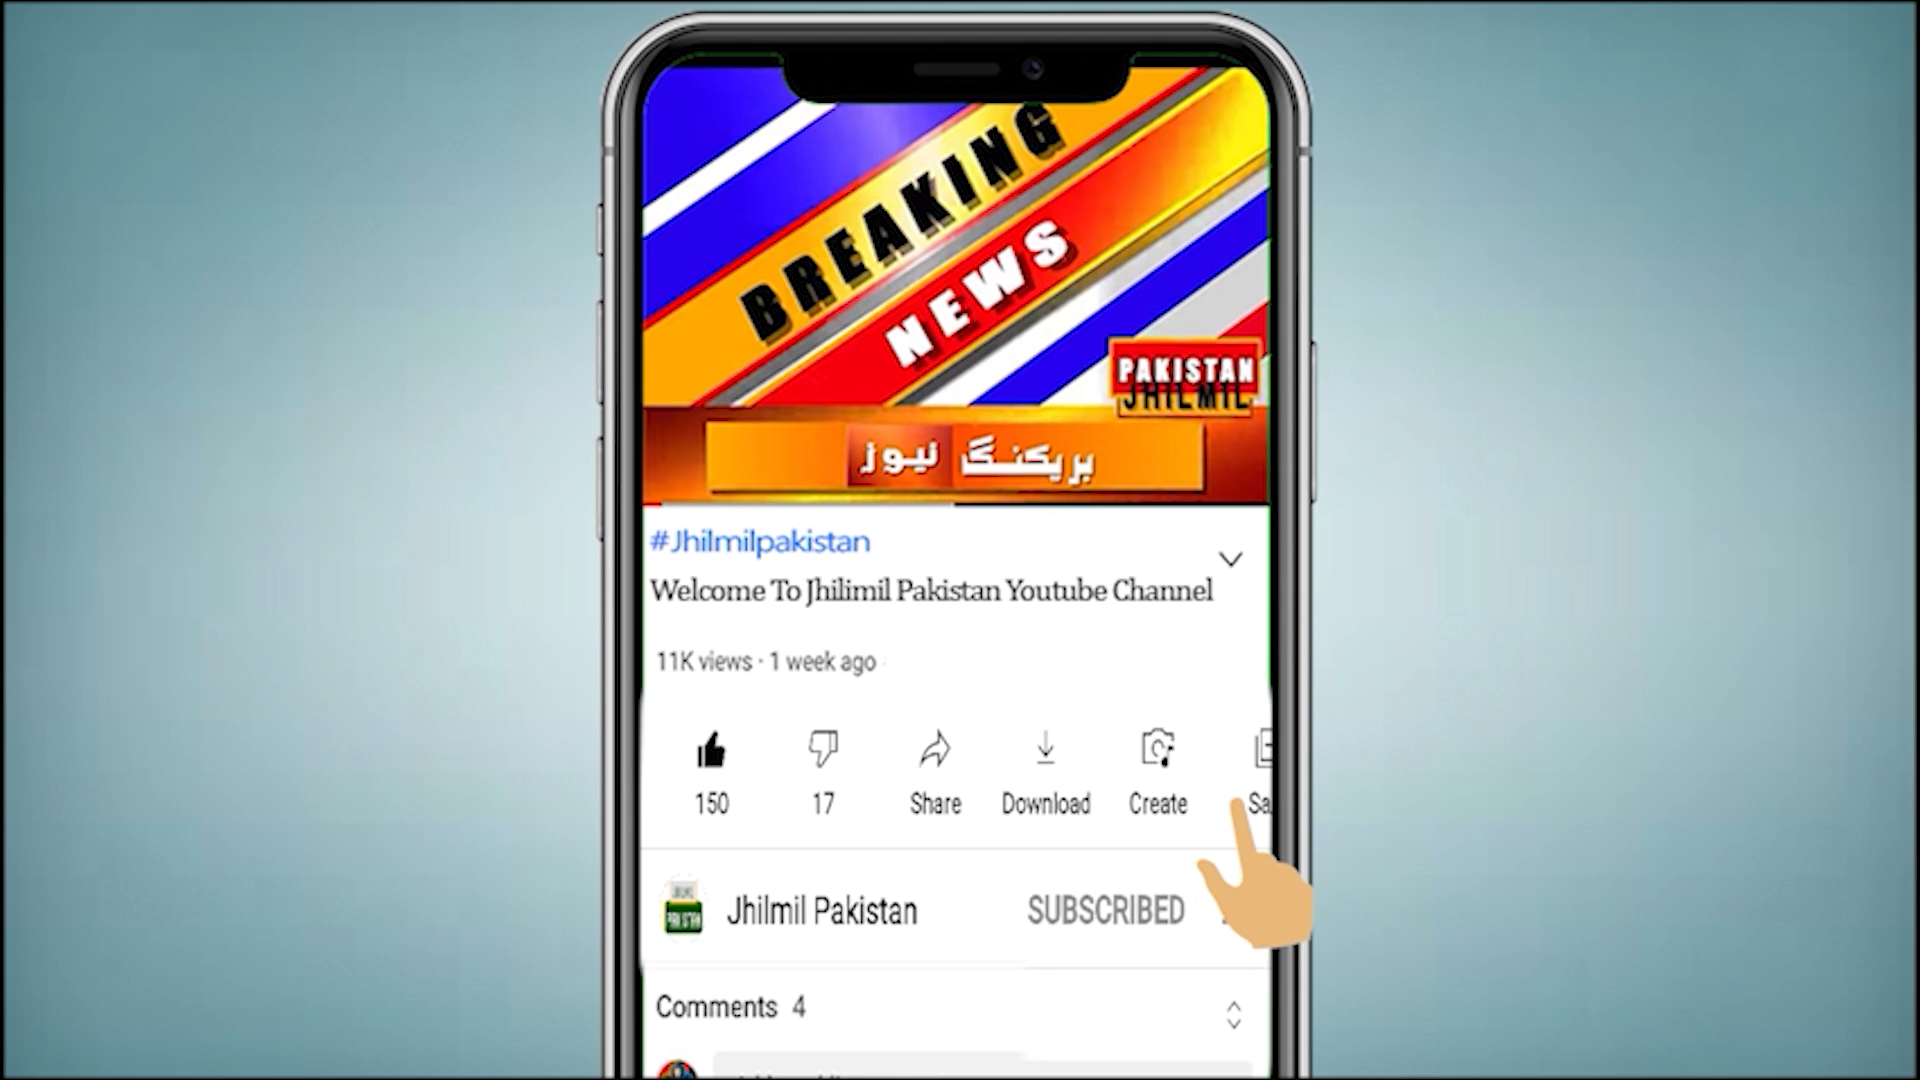 BREAKING
NEWS
PAKISTAN
JHILMIL
بریکنگ نیوز
#Jhilmilpakistan
Welcome To Jhilimil Pakistan Youtube Channel
11K views · 1 week ago
150
17
Share
Download
Create
Sa
Jhilmil Pakistan
SUBSCRIBED
Comments 4